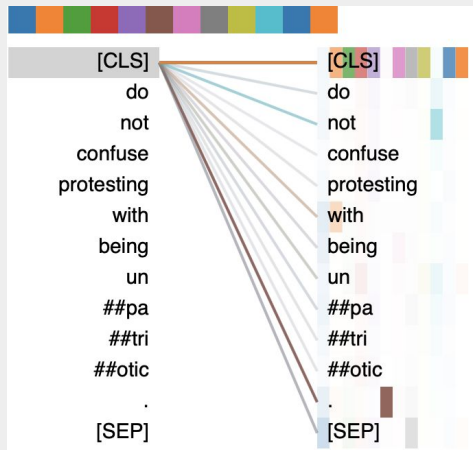 [CLS] [CLS]
do do
not not
confuse confuse
protesting protesting
with with
being being
un un
##pa ##pa
##tri ##tri
##otic ##otic
. .
[SEP] [SEP]